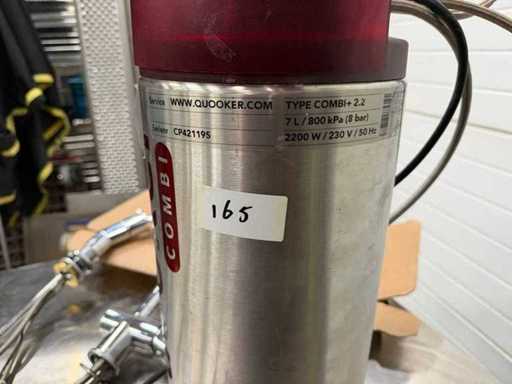 Service WWW.QUOOKER.COM TYPE COMBI+ 2.2
7 L / 800 kPa (8 bar)
Serienr CP421195 2200 W / 230 V / 50 Hz
165
COMBI